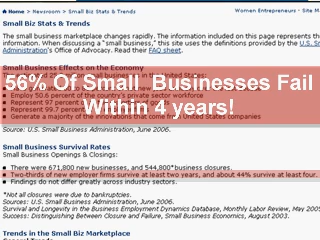 Home > Newsroom > Small Biz Stats & Trends
Women Entrepreneurs - Site Ma
Small Biz Stats & Trends
The small business marketplace changes rapidly. The information included on this page represents th
information. When discussing a "small business," this site uses the definitions provided by the U.S. Sm
Administration's Office of Advocacy. Read their FAQ sheet.
Small Business Effects on the Economy
56% Of Small Businesses Fail
Within 4 years!
Employ 50.6 percent of the country's private sector workforce
Represent 97 percent of
Represent 99.7 percent
Generate a majority of the innovations that come from United States companies
Source: U.S. Small Business Administration, June 2006.
Small Business Survival Rates
Small Business Openings & Closings:
There were 671,800 new businesses, and 544,800*business closures.
Two-thirds of new employer firms survive at least two years, and about 44% survive at least four.
Findings do not differ greatly across industry sectors.
*Not all closures were due to bankruptcies.
Sources: U.S. Small Business Administration, June 2006.
Survival and Longevity in the Business Employment Dynamics Database, Monthly Labor Review, May 2005
Success: Distinguishing Between Closure and Failure, Small Business Economics, August 2003.
Trends in the Small Biz Marketplace
General Trends